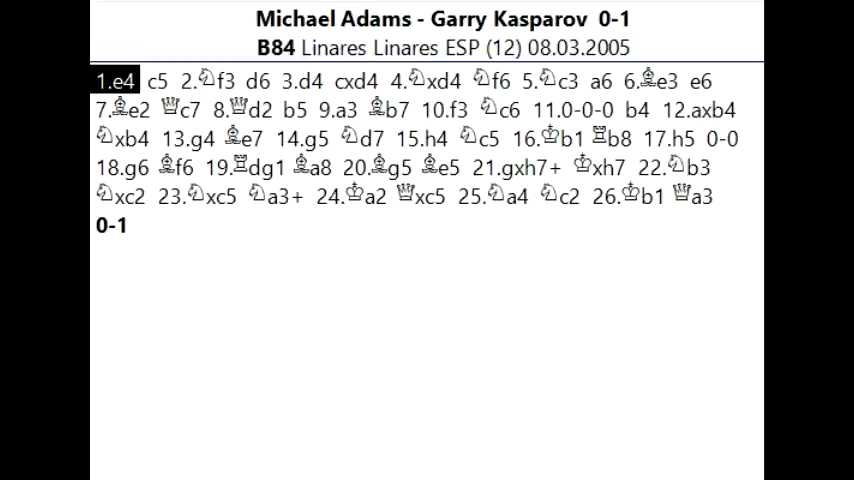 Michael Adams - Garry Kasparov 0-1
B84 Linares Linares ESP (12) 08.03.2005
1.e4 c5 2.♘f3 d6 3.d4 cxd4 4.♘xd4 ♘f6 5.♘c3 a6 6.♗e3 e6
7.♗e2 ♕c7 8.♕d2 b5 9.a3 ♗b7 10.f3 ♘c6 11.0-0-0 b4 12.axb4
♘xb4 13.g4 ♗e7 14.g5 ♘d7 15.h4 ♘c5 16.♔b1 ♖b8 17.h5 0-0
18.g6 ♗f6 19.♖dg1 ♗a8 20.♗g5 ♗e5 21.gxh7+ ♔xh7 22.♘b3
♘xc2 23.♘xc5 ♘a3+ 24.♔a2 ♕xc5 25.♘a4 ♘c2 26.♔b1 ♕a3
0-1